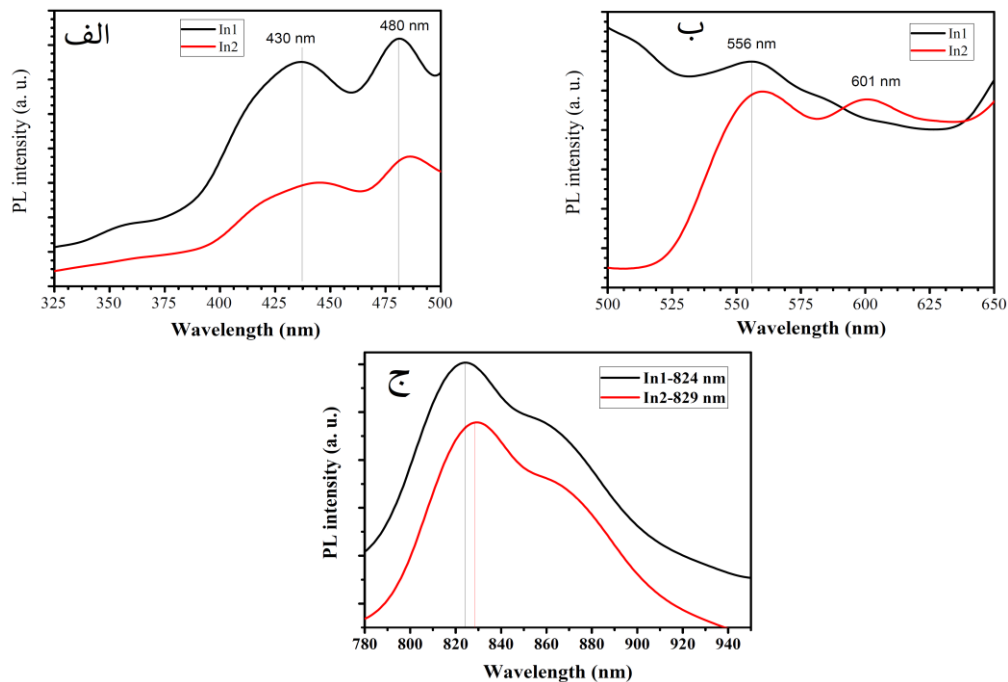 الف
In1
In2
430 nm
480 nm
PL intensity (a. u.)
325 350 375 400 425 450 475 500
Wavelength (nm)
ب
In1
In2
556 nm
601 nm
PL intensity (a. u.)
500 525 550 575 600 625 650
Wavelength (nm)
ج
In1-824 nm
In2-829 nm
PL intensity (a. u.)
780 800 820 840 860 880 900 920 940
Wavelength (nm)